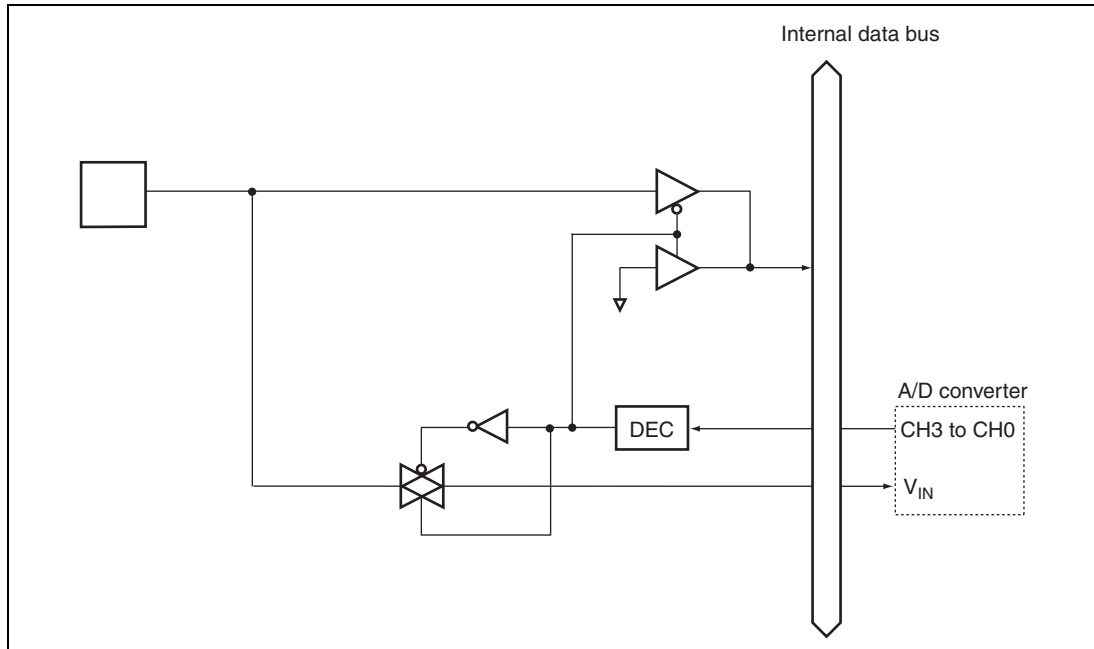 Internal data bus
A/D converter
DEC
CH3 to CH0
VIN